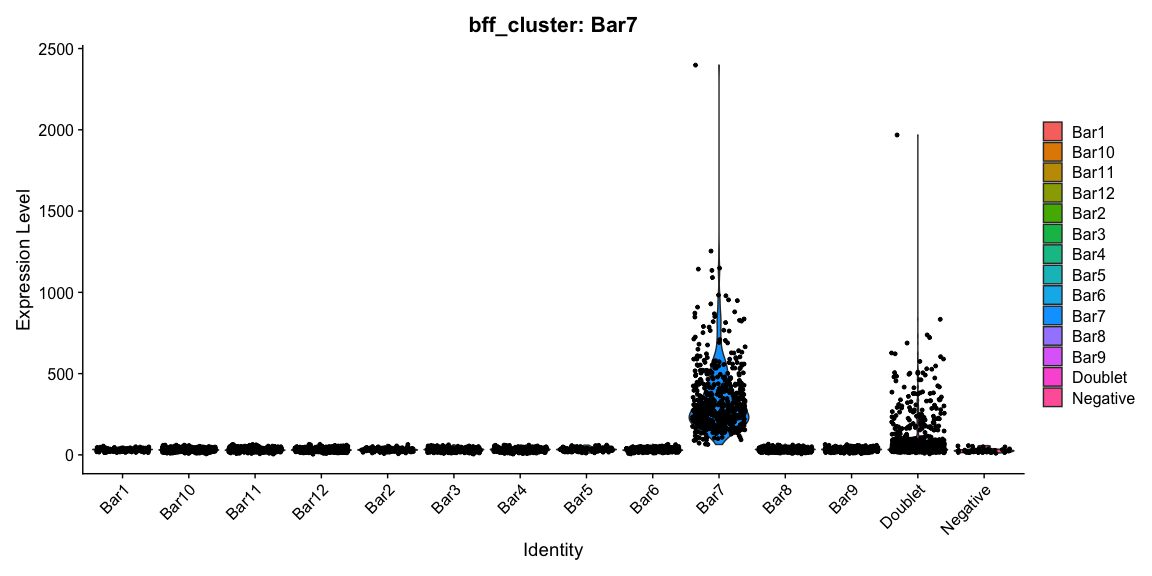 bff_cluster: Bar7
Expression Level
2500
2000
1500
1000
500
0
Bar1
Bar10
Bar11
Bar12
Bar2
Bar3
Bar4
Bar5
Bar6
Bar7
Bar8
Bar9
Doublet
Negative
Identity
Bar1
Bar10
Bar11
Bar12
Bar2
Bar3
Bar4
Bar5
Bar6
Bar7
Bar8
Bar9
Doublet
Negative